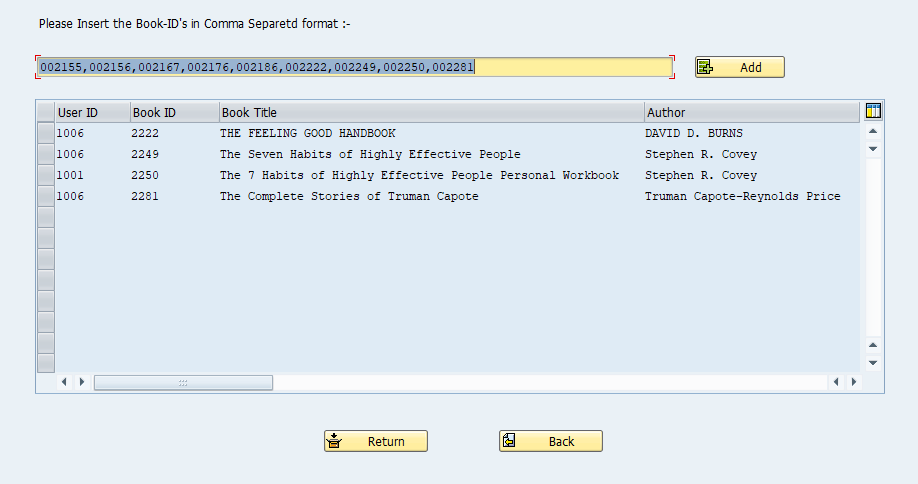 Please Insert the Book-ID's in Comma Separetd format :-
002155,002156,002167,002176,002186,002222,002249,002250,002281 Add
User ID Book ID Book Title Author
1006 2222 THE FEELING GOOD HANDBOOK DAVID D. BURNS
1006 2249 The Seven Habits of Highly Effective People Stephen R. Covey
1001 2250 The 7 Habits of Highly Effective People Personal Workbook Stephen R. Covey
1006 2281 The Complete Stories of Truman Capote Truman Capote-Reynolds Price
Return Back